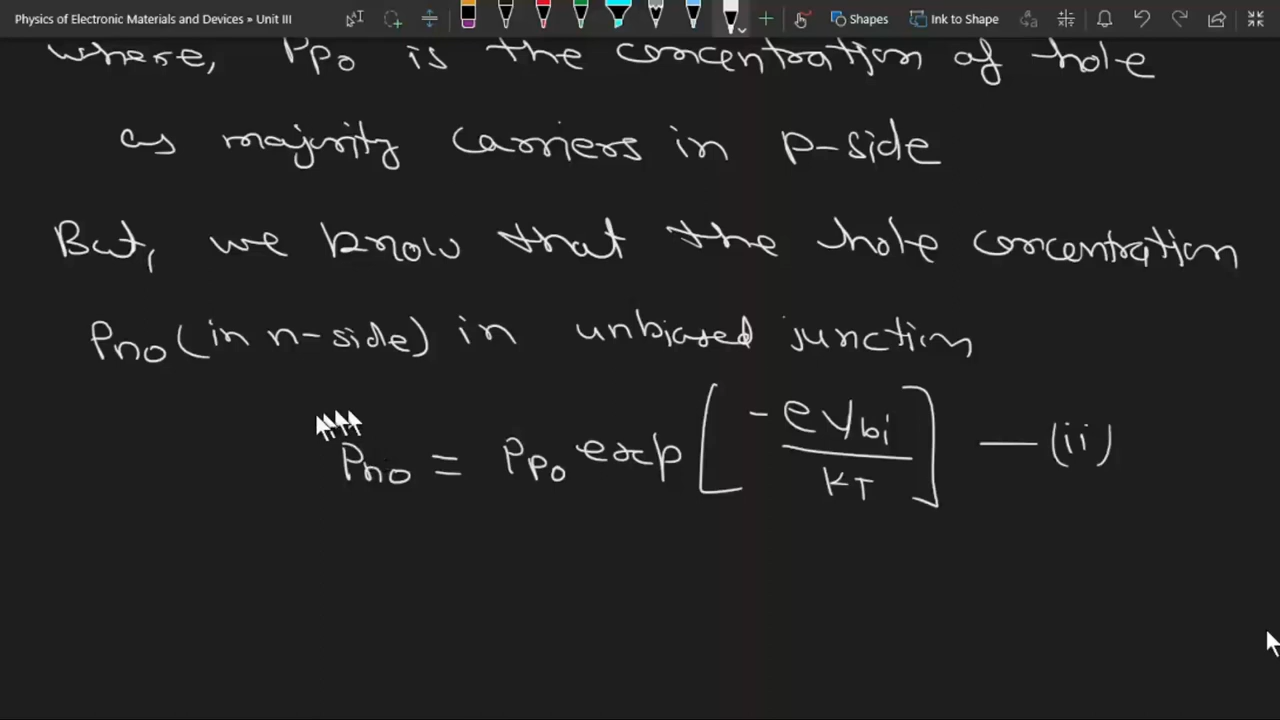 Physics of Electronic Materials and Devices » Unit III Shapes Ink to Shape
where, Ppo is the concentration of hole
as majority carriers in p-side
But, we know that the hole concentration
Pno (in n-side) in unbiased junction
Pno = Ppo exp [-eVbi / KT] — (ii)